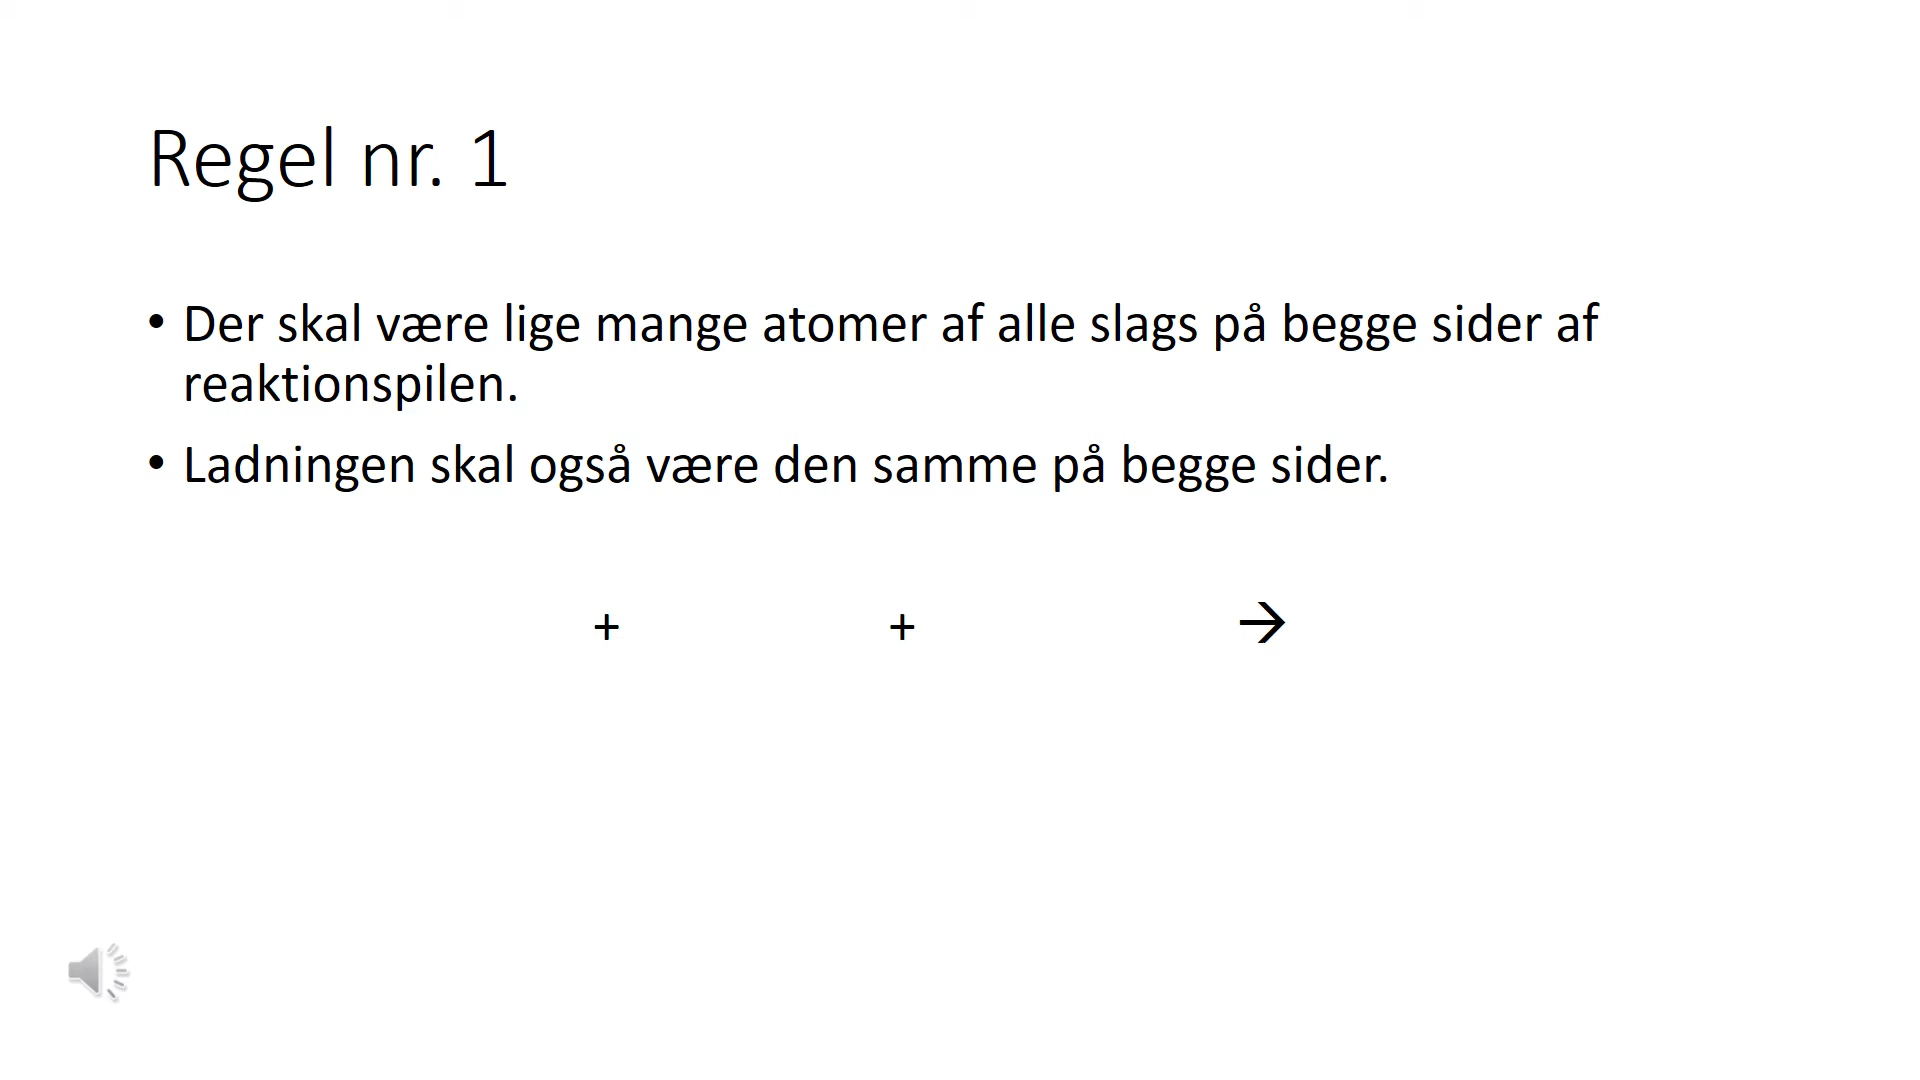 Regel nr. 1
• Der skal være lige mange atomer af alle slags på begge sider af
reaktionspilen.
• Ladningen skal også være den samme på begge sider.
+ + →